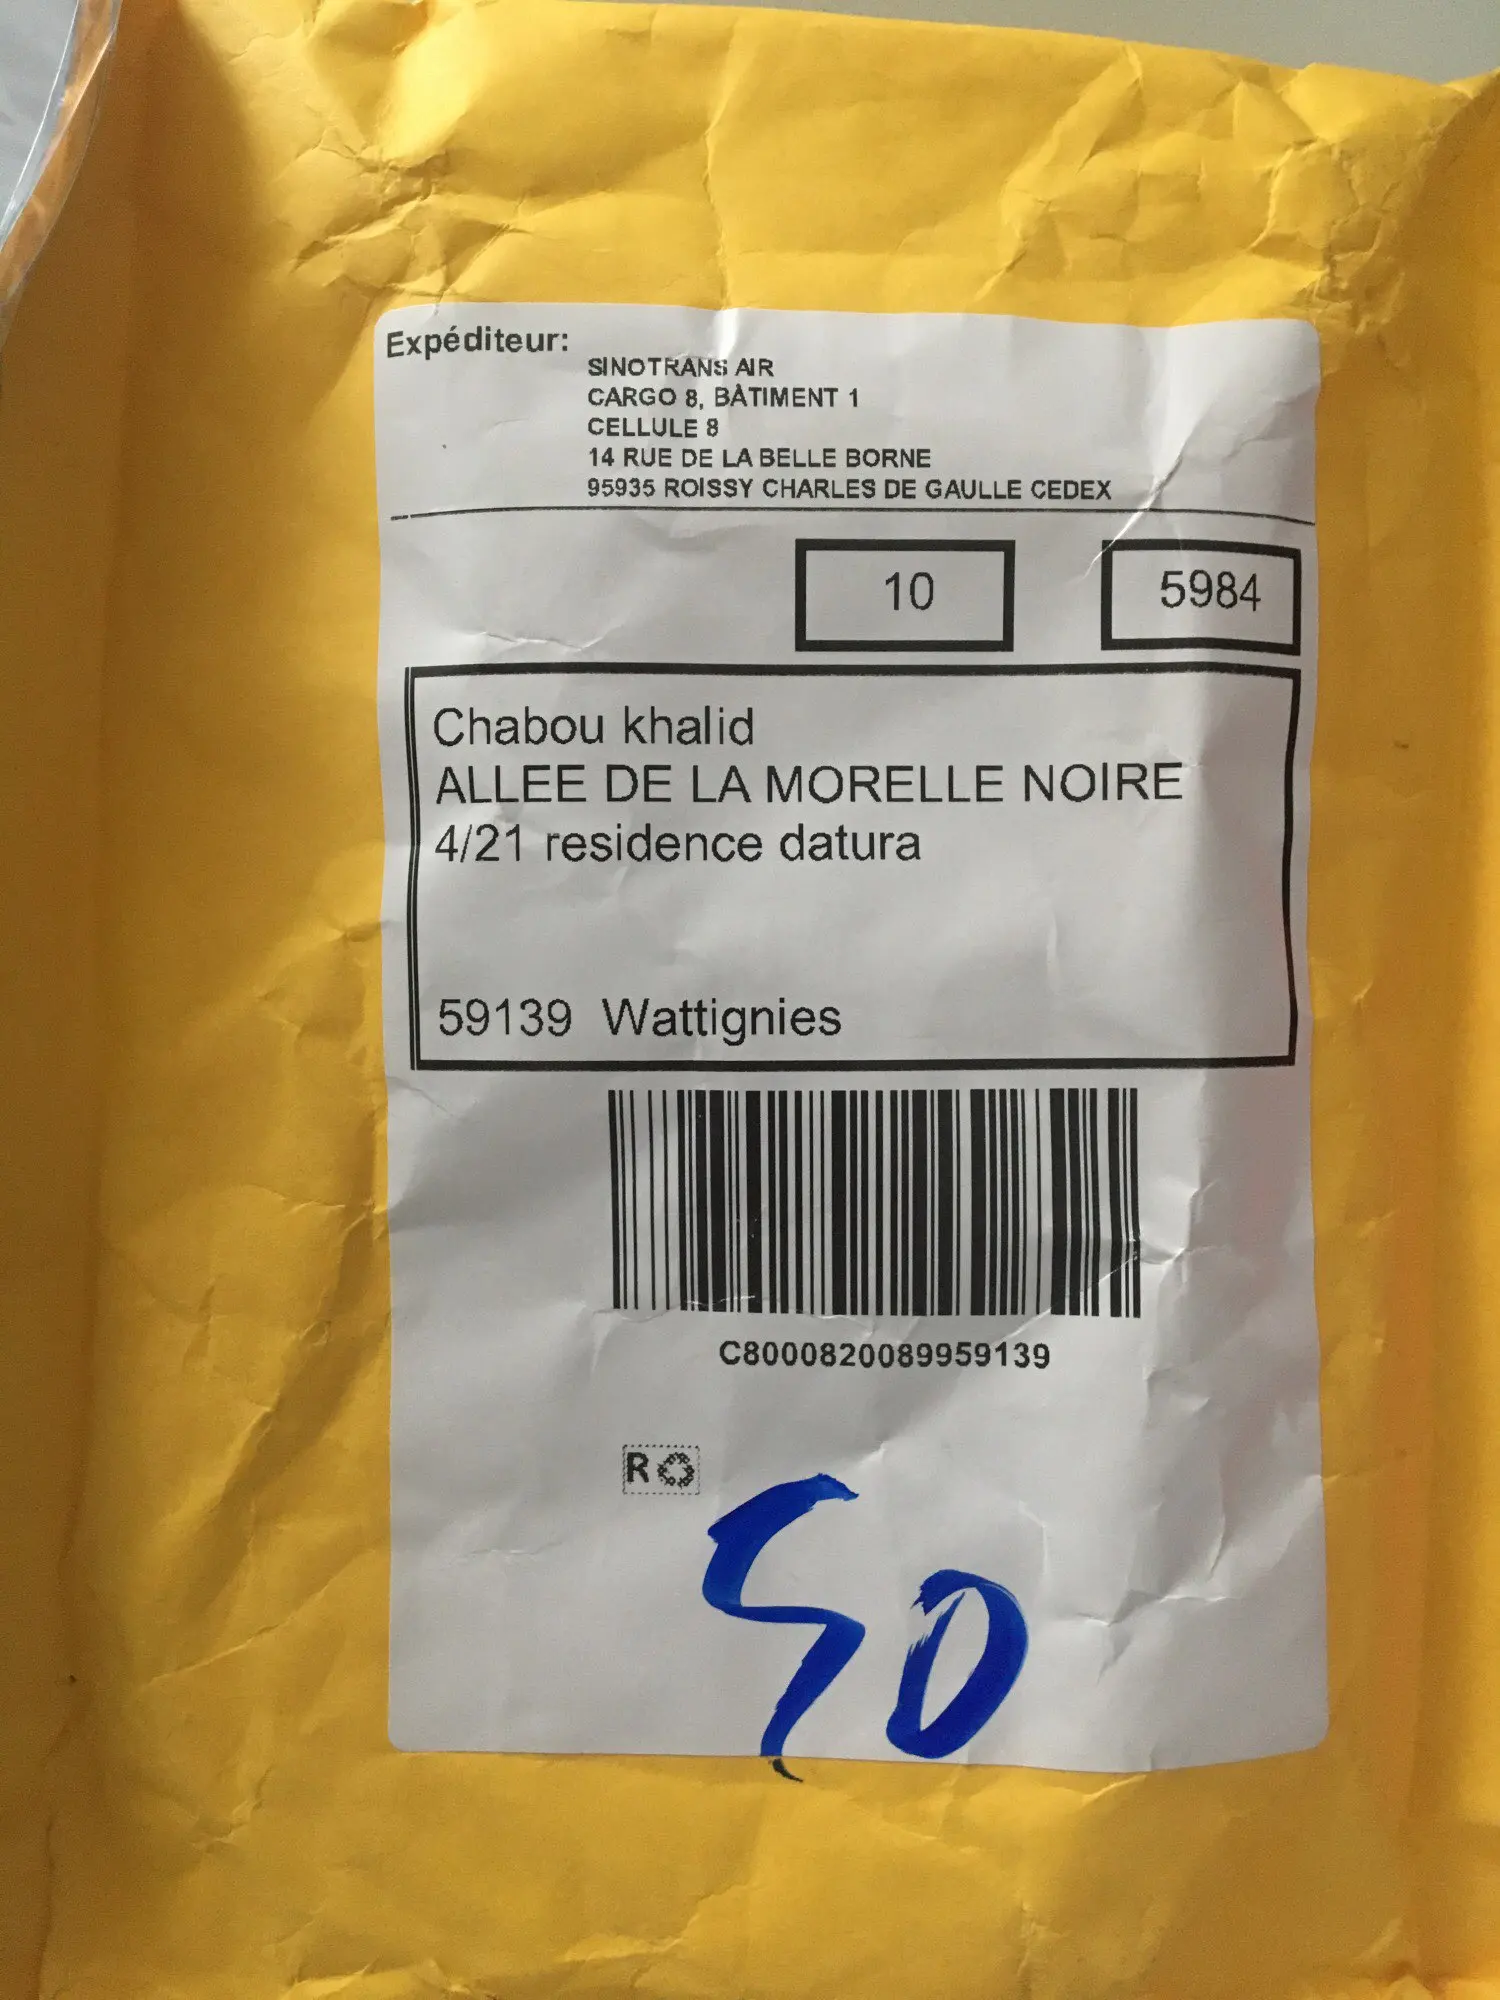 Expéditeur:
SINOTRANS AIR
CARGO 8, BÀTIMENT 1
CELLULE 8
14 RUE DE LA BELLE BORNE
95935 ROISSY CHARLES DE GAULLE CEDEX
10 5984
Chabou khalid
ALLEE DE LA MORELLE NOIRE
4/21 residence datura
59139 Wattignies
C8000820089959139
R
50